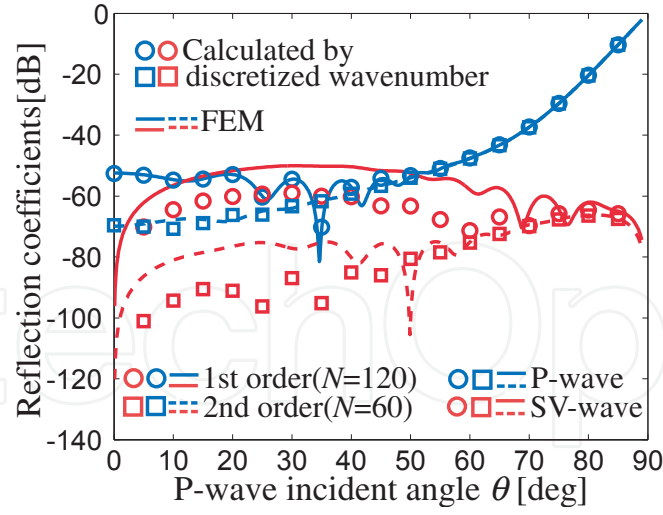 0
-20
-40
-60
-80
-100
-120
-140
Reflection coefficients[dB]
Calculated by
discretized wavenumber
FEM
1st order(N=120)
2nd order(N=60)
P-wave
SV-wave
0 10 20 30 40 50 60 70 80 90
P-wave incident angle θ [deg]